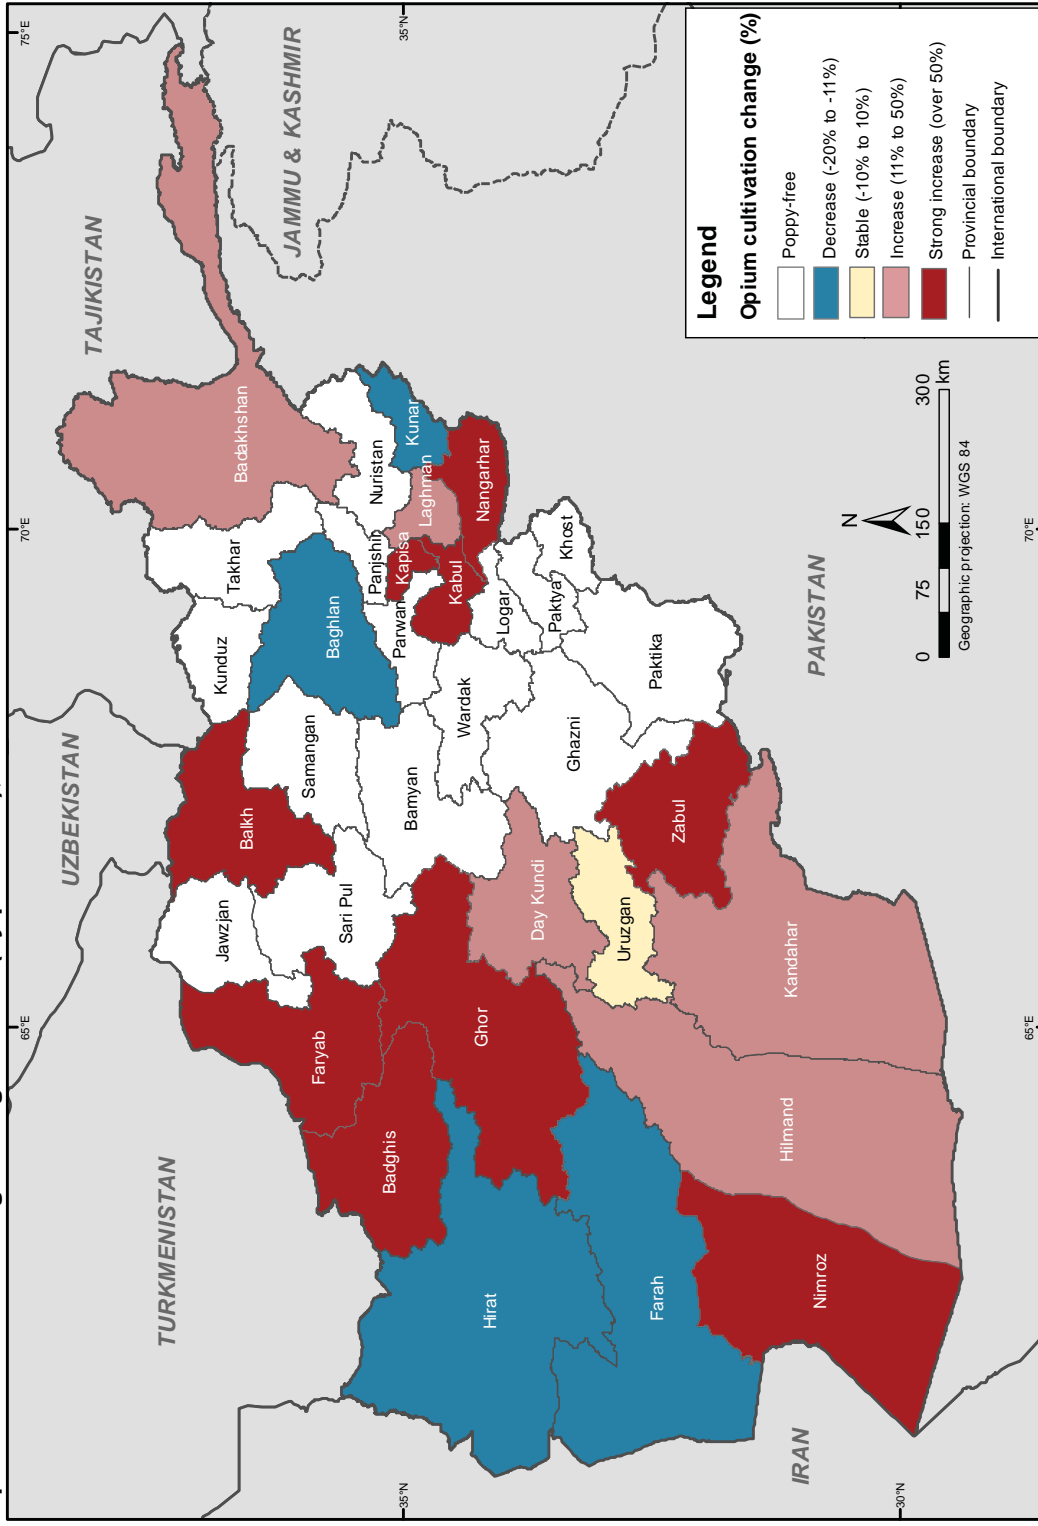 75°E
70°E
65°E
35°N
TAJIKISTAN
JAMMU & KASHMIR
UZBEKISTAN
TURKMENISTAN
PAKISTAN
IRAN
Badakhshan
Takhar
Kunduz
Baghlan
Balkh
Samangan
Jawzjan
Sari Pul
Faryab
Badghis
Hirat
Ghor
Farah
Nimroz
Hilmand
Kandahar
Day Kundi
Uruzgan
Zabul
Ghazni
Bamyan
Wardak
Parwan
Panjshir
Kapisa
Kabul
Logar
Paktya
Khost
Paktika
Nangarhar
Laghman
Kunar
Nuristan
35°N
30°N
70°E
65°E
N
0 75 150 300
km
Geographic projection: WGS 84
Legend
Opium cultivation change (%)
Poppy-free
Decrease (-20% to -11%)
Stable (-10% to 10%)
Increase (11% to 50%)
Strong increase (over 50%)
Provincial boundary
International boundary